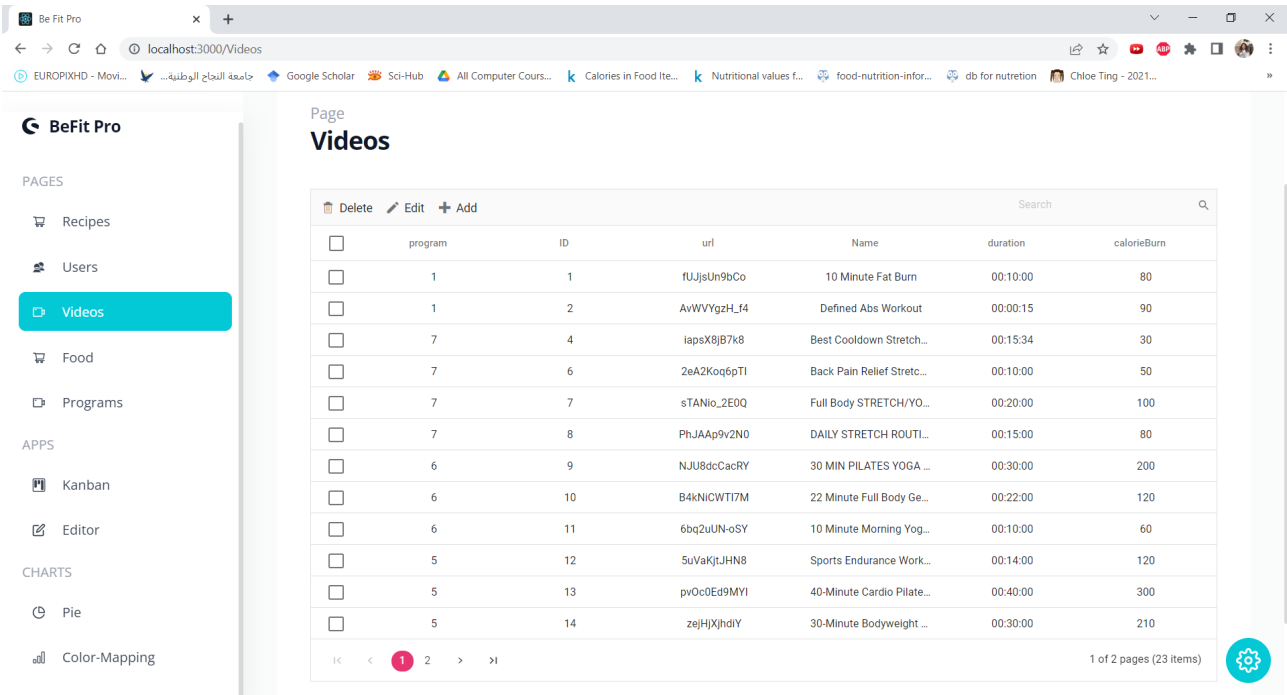 Be Fit Pro
localhost:3000/Videos
ABP
EUROPIXHD - Movi... جامعة النجاح الوطنية... Google Scholar Sci-Hub All Computer Cours... Calories in Food Ite... Nutritional values f... food-nutrition-infor... db for nutretion Chloe Ting - 2021... »
BeFit Pro
Page
Videos
PAGES
Recipes
Users
Videos
Food
Programs
APPS
Kanban
Editor
CHARTS
Pie
Color-Mapping
Delete Edit Add Search
program ID url Name duration calorieBurn
1 1 fUJjsUn9bCo 10 Minute Fat Burn 00:10:00 80
1 2 AvWVYgzH_f4 Defined Abs Workout 00:00:15 90
7 4 iapsX8jB7k8 Best Cooldown Stretch... 00:15:34 30
7 6 2eA2Koq6pTI Back Pain Relief Stretc... 00:10:00 50
7 7 sTANio_2E0Q Full Body STRETCH/YO... 00:20:00 100
7 8 PhJAAp9v2N0 DAILY STRETCH ROUTI... 00:15:00 80
6 9 NJU8dcCacRY 30 MIN PILATES YOGA ... 00:30:00 200
6 10 B4kNiCWTI7M 22 Minute Full Body Ge... 00:22:00 120
6 11 6bq2uUN-oSY 10 Minute Morning Yog... 00:10:00 60
5 12 5uVaKjtJHN8 Sports Endurance Work... 00:14:00 120
5 13 pvOc0Ed9MYI 40-Minute Cardio Pilate... 00:40:00 300
5 14 zejHjXjhdiY 30-Minute Bodyweight ... 00:30:00 210
1 2 1 of 2 pages (23 items)